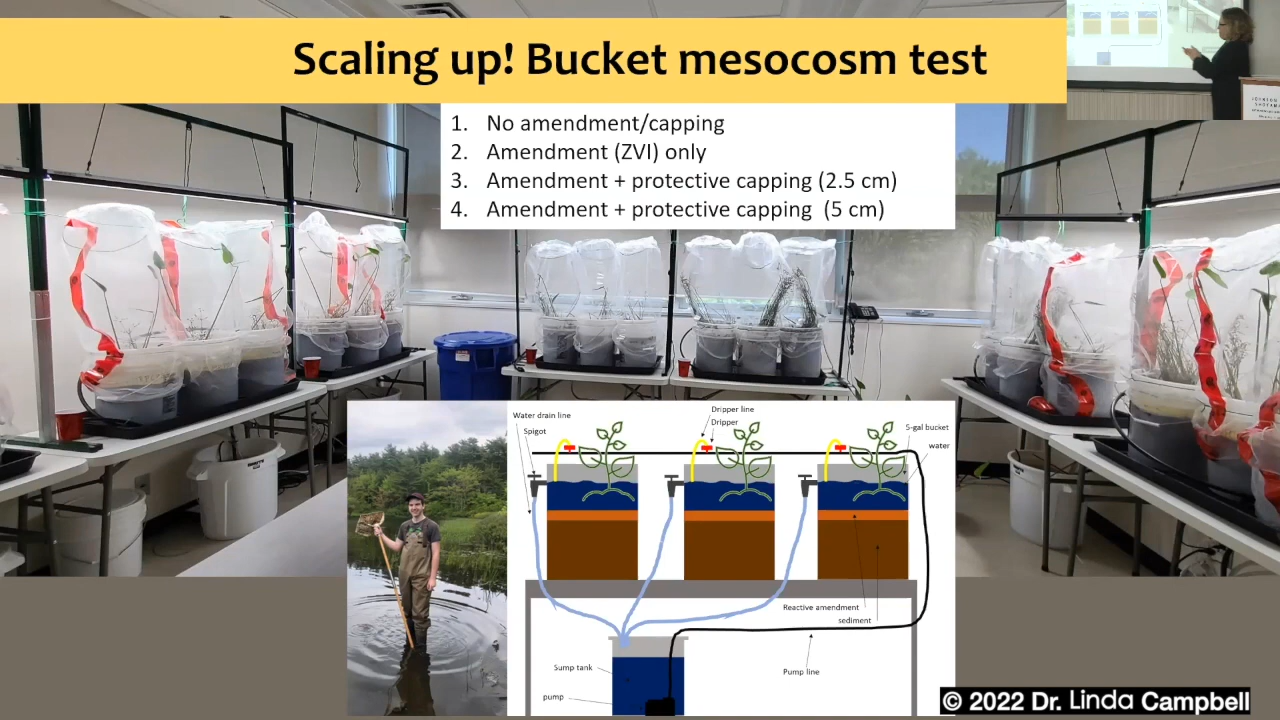 Scaling up! Bucket mesocosm test
1. No amendment/capping
2. Amendment (ZVI) only
3. Amendment + protective capping (2.5 cm)
4. Amendment + protective capping (5 cm)
Water drain line
Spigot
Dripper line
Dripper
5-gal bucket
water
Reactive amendment
sediment
Sump tank
pump
Pump line
© 2022 Dr. Linda Campbell